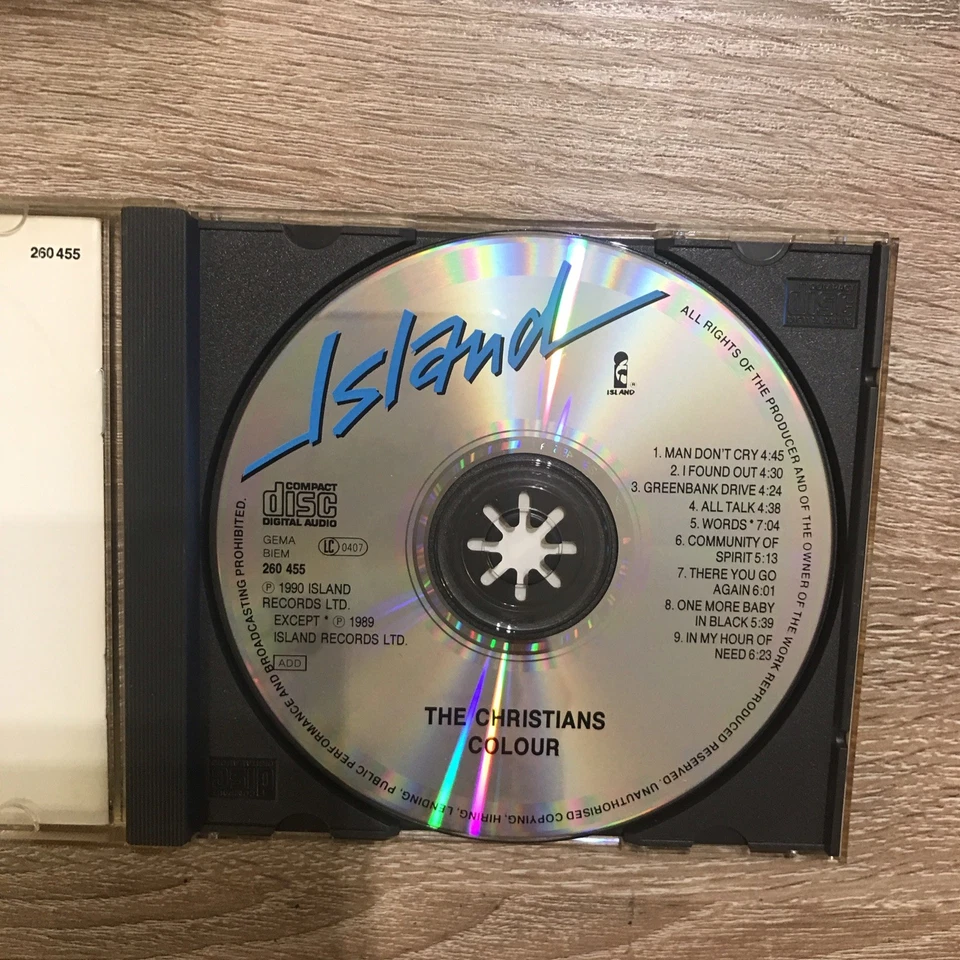 260 455
Island
ISLAND
®
COMPACT
disc
DIGITAL AUDIO
GEMA
BIEM
LC 0407
260 455
℗ 1990 ISLAND
RECORDS LTD.
EXCEPT * ℗ 1989
ISLAND RECORDS LTD.
ADD
1. MAN DON'T CRY 4:45
2. I FOUND OUT 4:30
3. GREENBANK DRIVE 4:24
4. ALL TALK 4:38
5. WORDS * 7:04
6. COMMUNITY OF
SPIRIT 5:13
7. THERE YOU GO
AGAIN 6:01
8. ONE MORE BABY
IN BLACK 5:39
9. IN MY HOUR OF
NEED 6:23
THE CHRISTIANS
COLOUR
ALL RIGHTS OF THE PRODUCER AND OF THE OWNER OF THE WORK REPRODUCED RESERVED. UNAUTHORISED COPYING, HIRING, LENDING, PUBLIC PERFORMANCE AND BROADCASTING PROHIBITED.